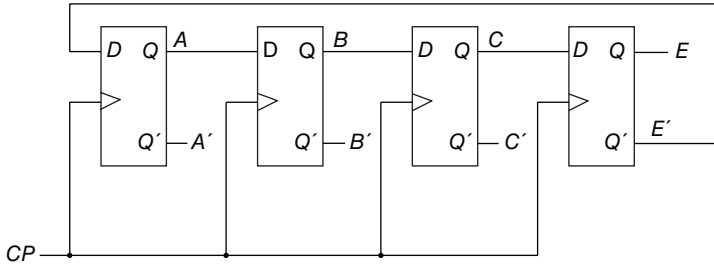 D Q A D Q B D Q C D Q E
Q´ A´ Q´ B´ Q´ C´ Q´ E´
CP